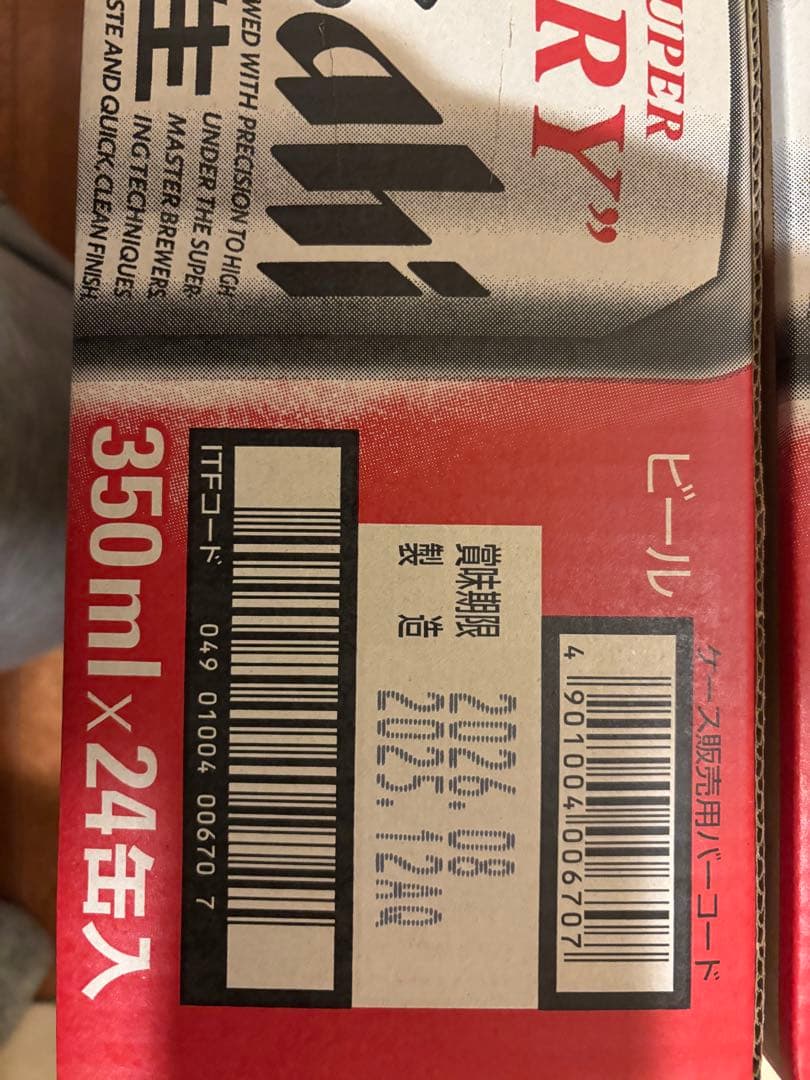 SUPER
RY"
ahi
生
WED WITH PRECISION TO HIGH
UNDER THE SUPER
MASTER BREWERS.
ING TECHNIQUES
STE AND QUICK, CLEAN FINISH.
ビール
ケース販売用バーコード
4 901004 006707
賞味期限 2026. 08
製造 2025. 12AQ
ITFコード 049 01004 00670 7
350ml×24缶入